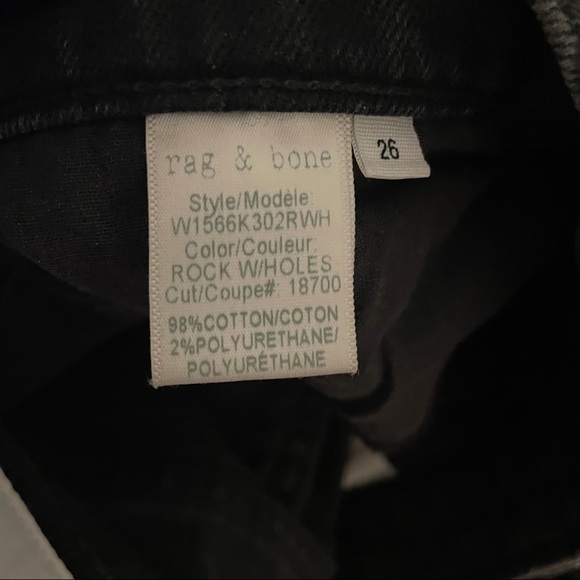 rag & bone
26
Style/Modèle:
W1566K302RWH
Color/Couleur:
ROCK W/HOLES
Cut/Coupe#: 18700
98%COTTON/COTON
2%POLYURETHANE/
POLYURÉTHANE